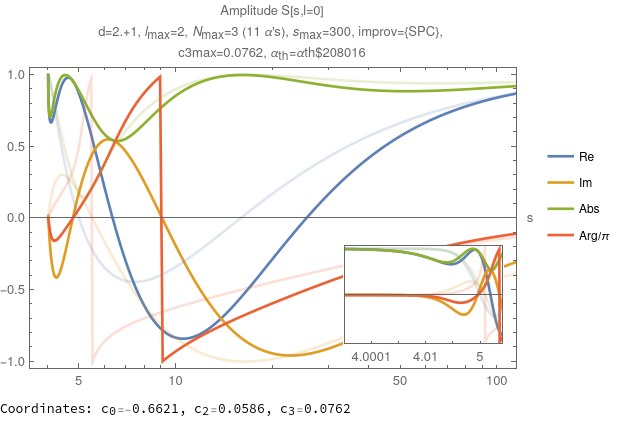 Amplitude S[s,l=0]
d=2.+1, lmax=2, Nmax=3 (11 α's), smax=300, improv={SPC},
c3max=0.0762, αth=αth$208016
1.0
0.5
0.0
−0.5
−1.0
s
Re
Im
Abs
Arg/π
4.0001 4.01 5
5 10 50 100
Coordinates: c0=-0.6621, c2=0.0586, c3=0.0762